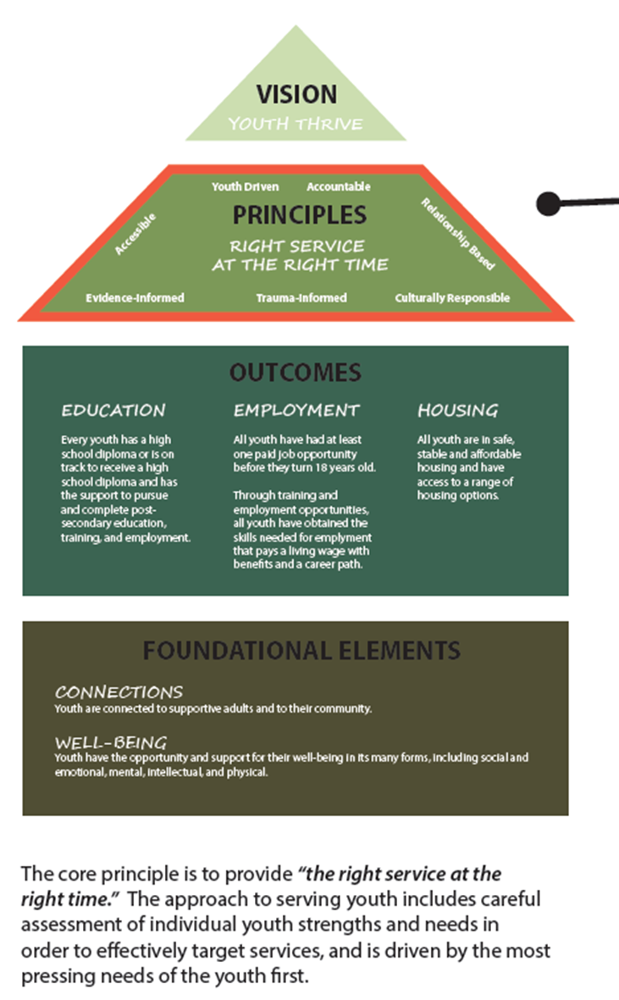 VISION
YOUTH THRIVE
Youth Driven
Accountable
Accessible
Relationship Based
PRINCIPLES
RIGHT SERVICE
AT THE RIGHT TIME
Evidence-Informed
Trauma-Informed
Culturally Responsible
OUTCOMES
EDUCATION
Every youth has a high
school diploma or is on
track to receive a high
school diploma and has
the support to pursue
and complete post-
secondary education,
training, and employment.
EMPLOYMENT
All youth have had at least
one paid job opportunity
before they turn 18 years old.
Through training and
employment opportunities,
all youth have obtained the
skills needed for emplyment
that pays a living wage with
benefits and a career path.
HOUSING
All youth are in safe,
stable and affordable
housing and have
access to a range of
housing options.
FOUNDATIONAL ELEMENTS
CONNECTIONS
Youth are connected to supportive adults and to their community.
WELL-BEING
Youth have the opportunity and support for their well-being in its many forms, including social and
emotional, mental, intellectual, and physical.
The core principle is to provide “the right service at the
right time.” The approach to serving youth includes careful
assessment of individual youth strengths and needs in
order to effectively target services, and is driven by the most
pressing needs of the youth first.